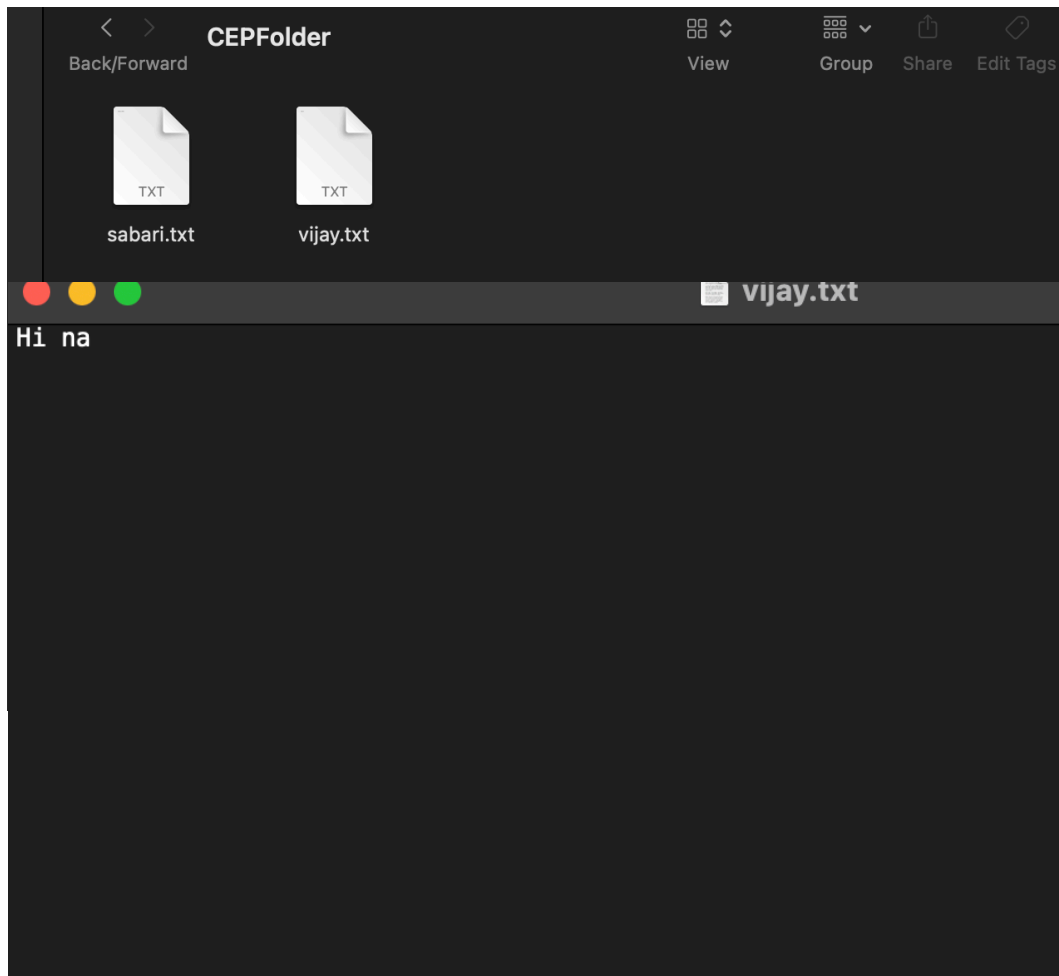 CEPFolder
Back/Forward
View
Group
Share
Edit Tags
TXT
TXT
sabari.txt
vijay.txt
vijay.txt
Hi na